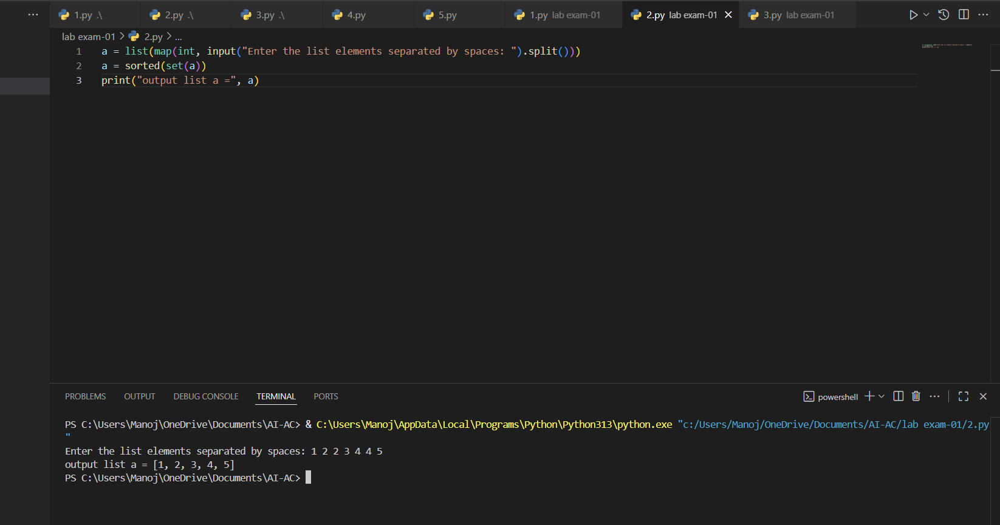 1.py .\ 2.py .\ 3.py .\ 4.py 5.py 1.py lab exam-01 2.py lab exam-01 3.py lab exam-01
lab exam-01 > 2.py > ...
1 a = list(map(int, input("Enter the list elements separated by spaces: ").split()))
2 a = sorted(set(a))
3 print("output list a =", a)
PROBLEMS OUTPUT DEBUG CONSOLE TERMINAL PORTS powershell
PS C:\Users\Manoj\OneDrive\Documents\AI-AC> & C:\Users\Manoj\AppData\Local\Programs\Python\Python313\python.exe "c:/Users/Manoj/OneDrive/Documents/AI-AC/lab exam-01/2.py
"
Enter the list elements separated by spaces: 1 2 2 3 4 4 5
output list a = [1, 2, 3, 4, 5]
PS C:\Users\Manoj\OneDrive\Documents\AI-AC>